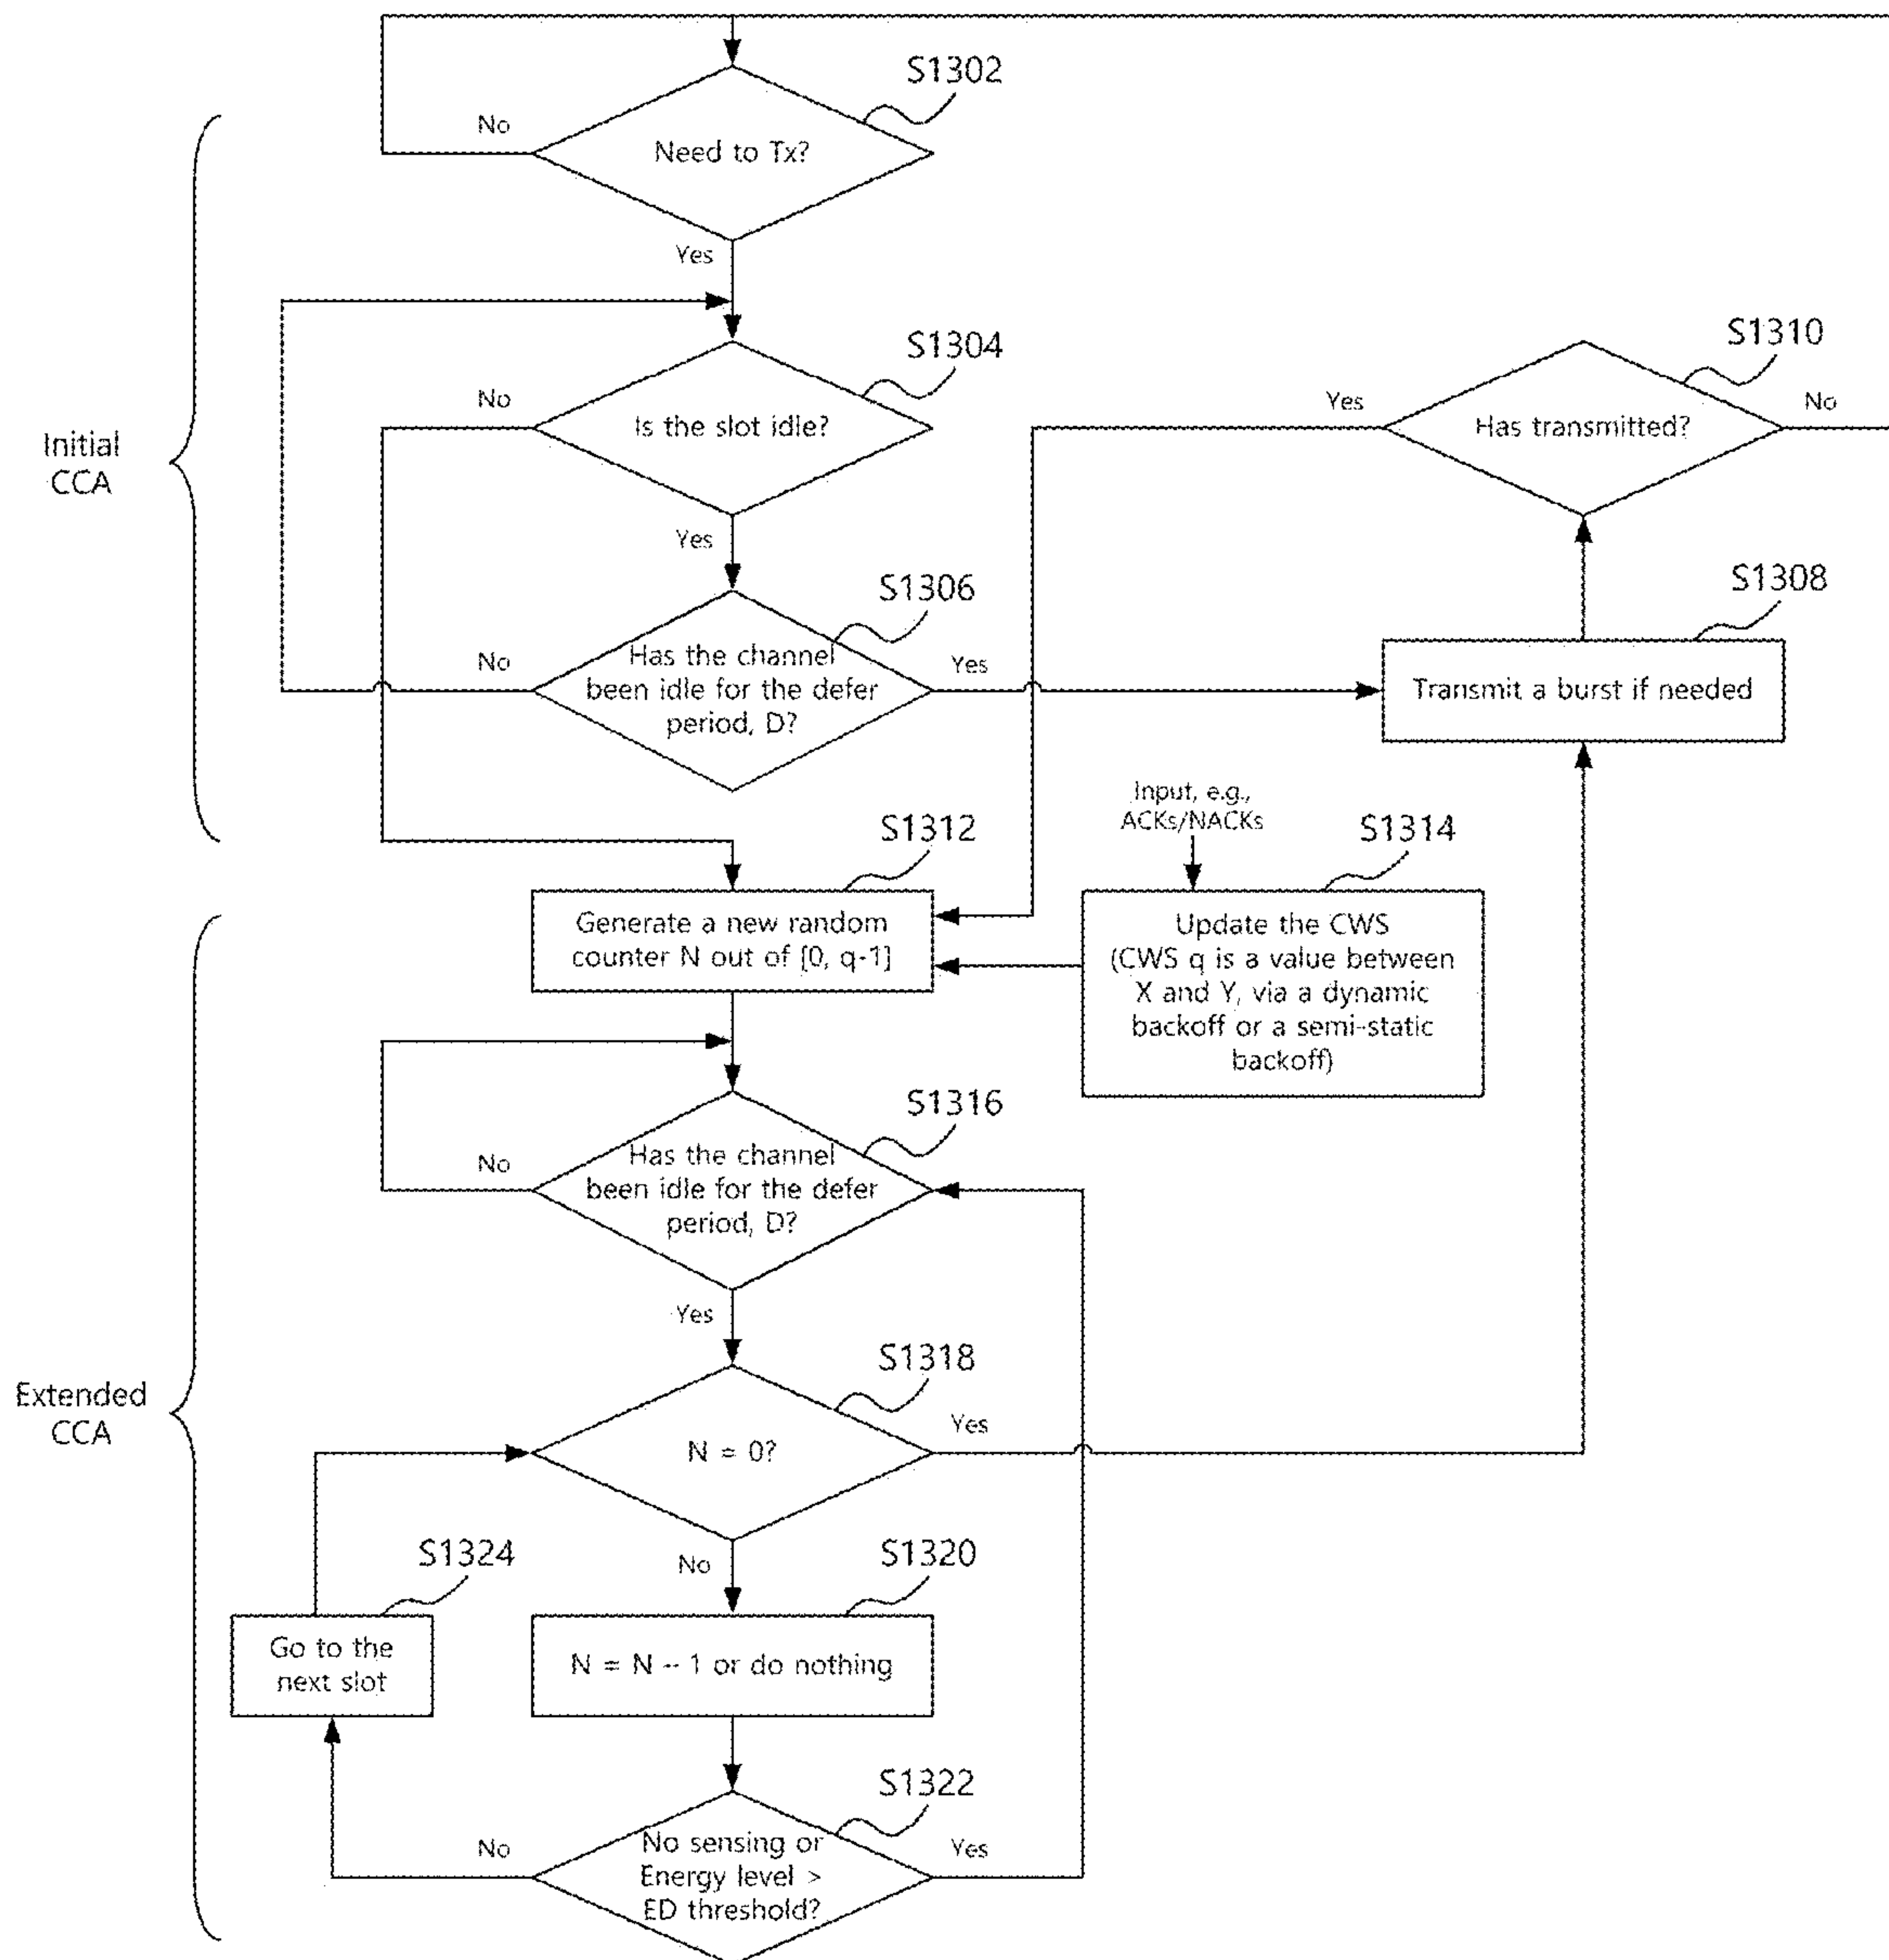 S1302
No
Need to Tx?
Yes
S1304
S1310
No
Is the slot idle?
Yes
Has transmitted?
No
Initial
CCA
Yes
S1306
S1308
No
Has the channel
been idle for the defer
period, D?
Yes
Transmit a burst if needed
Input, e.g.,
ACKs/NACKs
S1312
S1314
Generate a new random
counter N out of [0, q-1]
Update the CWS
(CWS q is a value between
X and Y, via a dynamic
backoff or a semi-static
backoff)
S1316
No
Has the channel
been idle for the defer
period, D?
Yes
S1318
Extended
CCA
N = 0?
Yes
No
S1324
S1320
Go to the
next slot
N = N - 1 or do nothing
S1322
No
No sensing or
Energy level >
ED threshold?
Yes